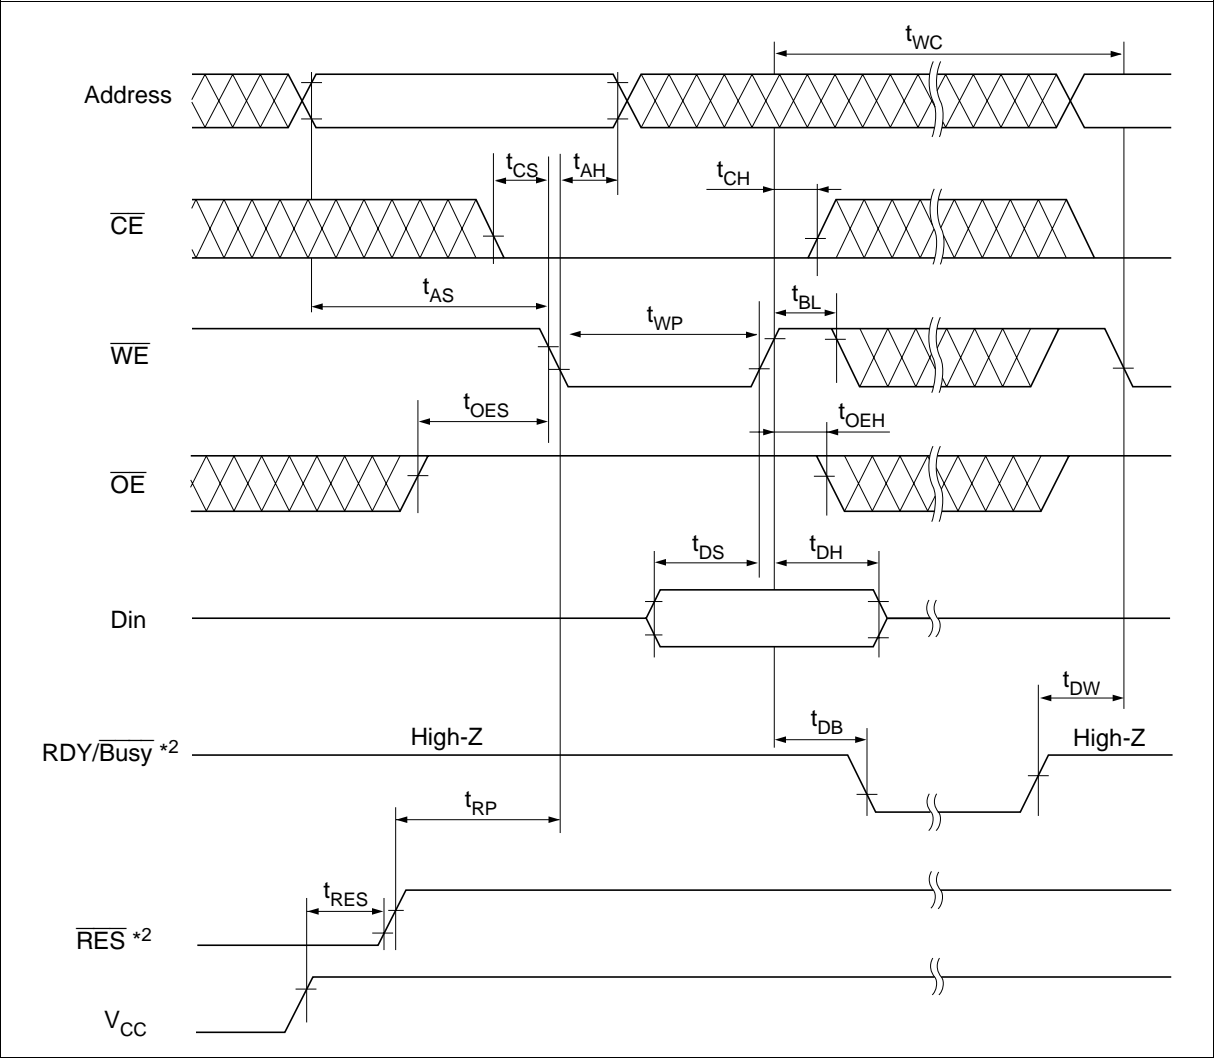 tWC
Address
tCS tAH
tCH
CE
tAS
tBL
tWP
WE
tOES
tOEH
OE
tDS tDH
Din
tDW
tDB
High-Z High-Z
RDY/Busy *2
tRP
tRES
RES *2
VCC